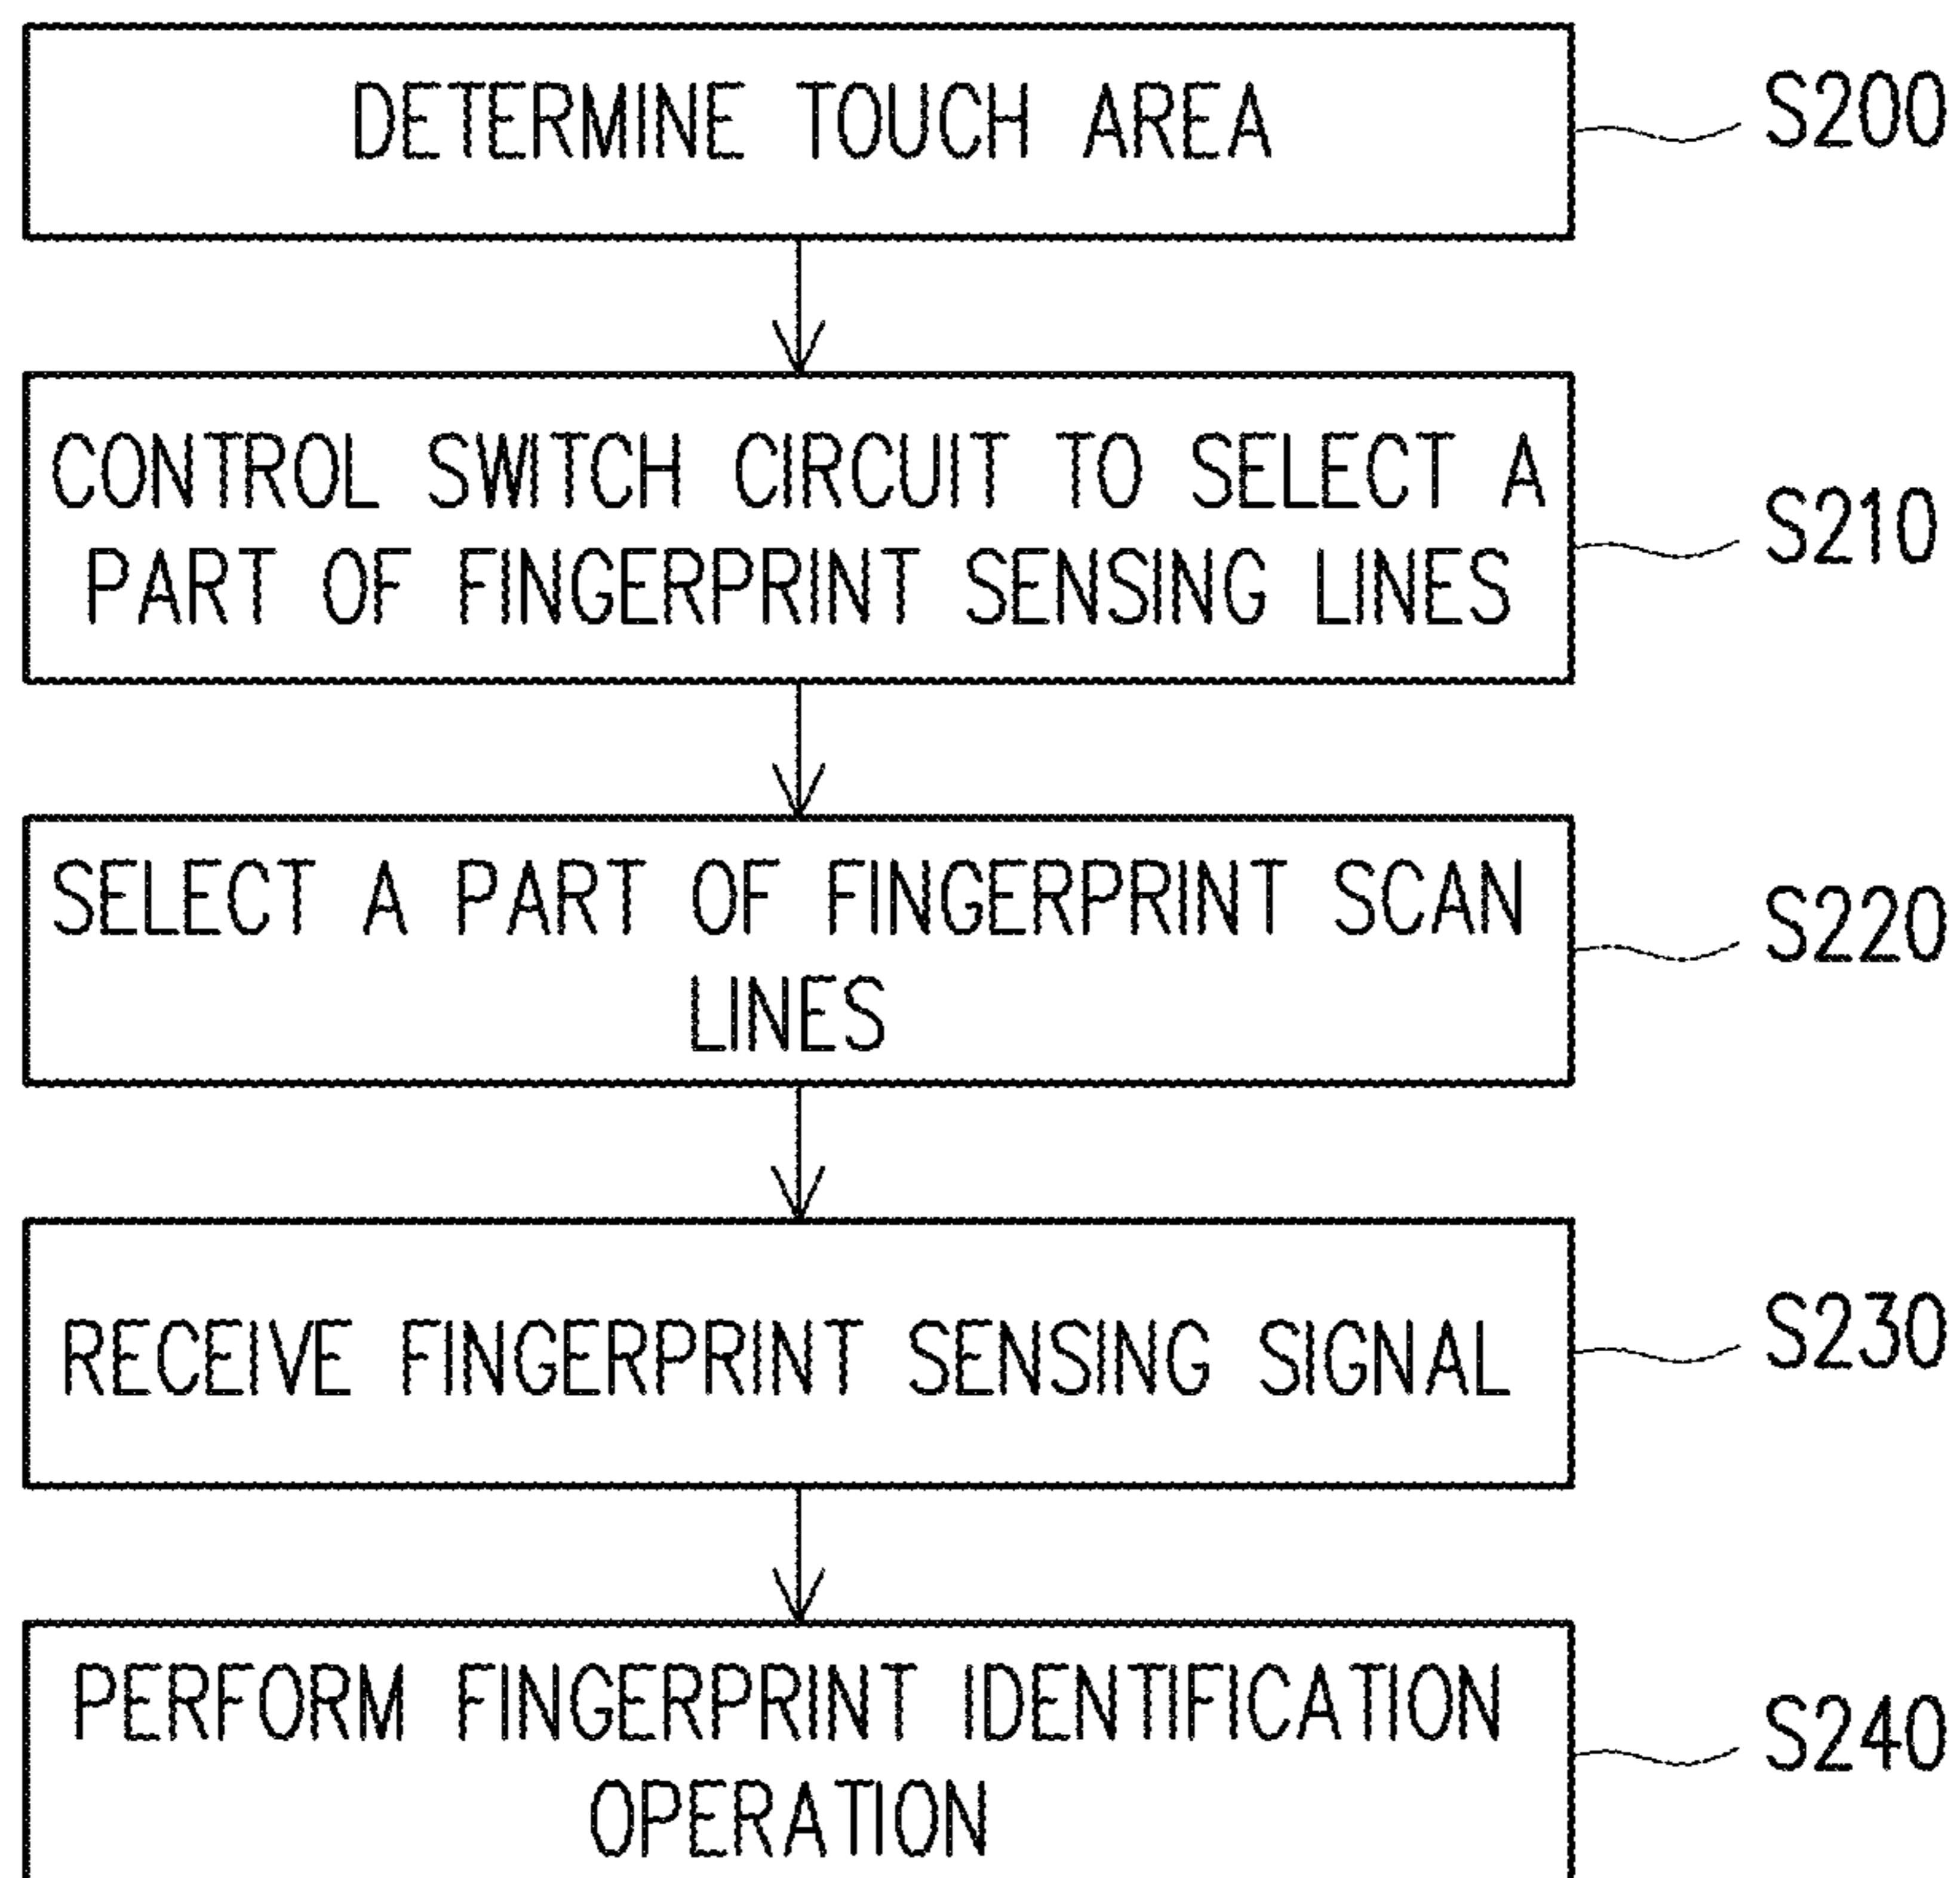 DETERMINE TOUCH AREA
S200
CONTROL SWITCH CIRCUIT TO SELECT A
PART OF FINGERPRINT SENSING LINES
S210
SELECT A PART OF FINGERPRINT SCAN
LINES
S220
RECEIVE FINGERPRINT SENSING SIGNAL
S230
PERFORM FINGERPRINT IDENTIFICATION
OPERATION
S240